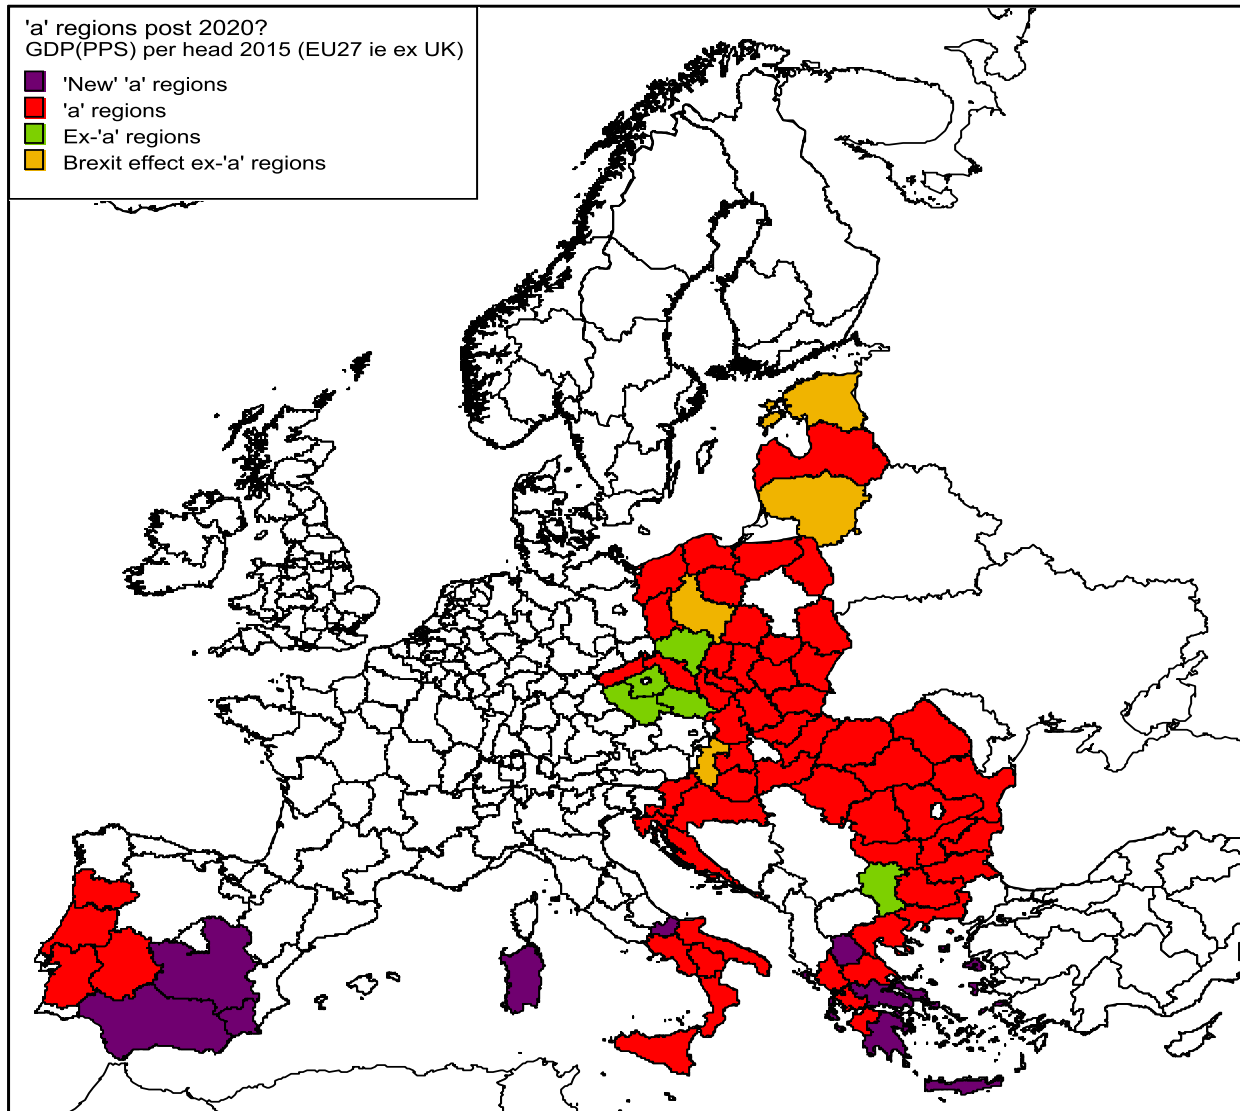 'a' regions post 2020?
GDP(PPS) per head 2015 (EU27 ie ex UK)
'New' 'a' regions
'a' regions
Ex-'a' regions
Brexit effect ex-'a' regions